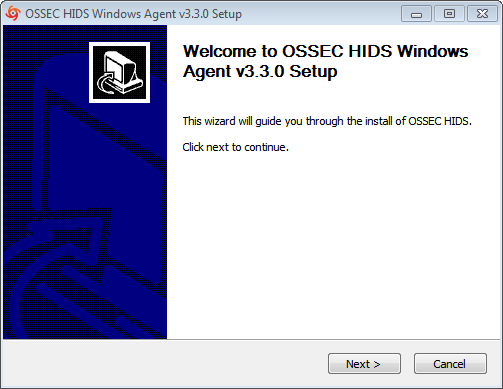 OSSEC HIDS Windows Agent v3.3.0 Setup
Welcome to OSSEC HIDS Windows
Agent v3.3.0 Setup
This wizard will guide you through the install of OSSEC HIDS.
Click next to continue.
Next >
Cancel